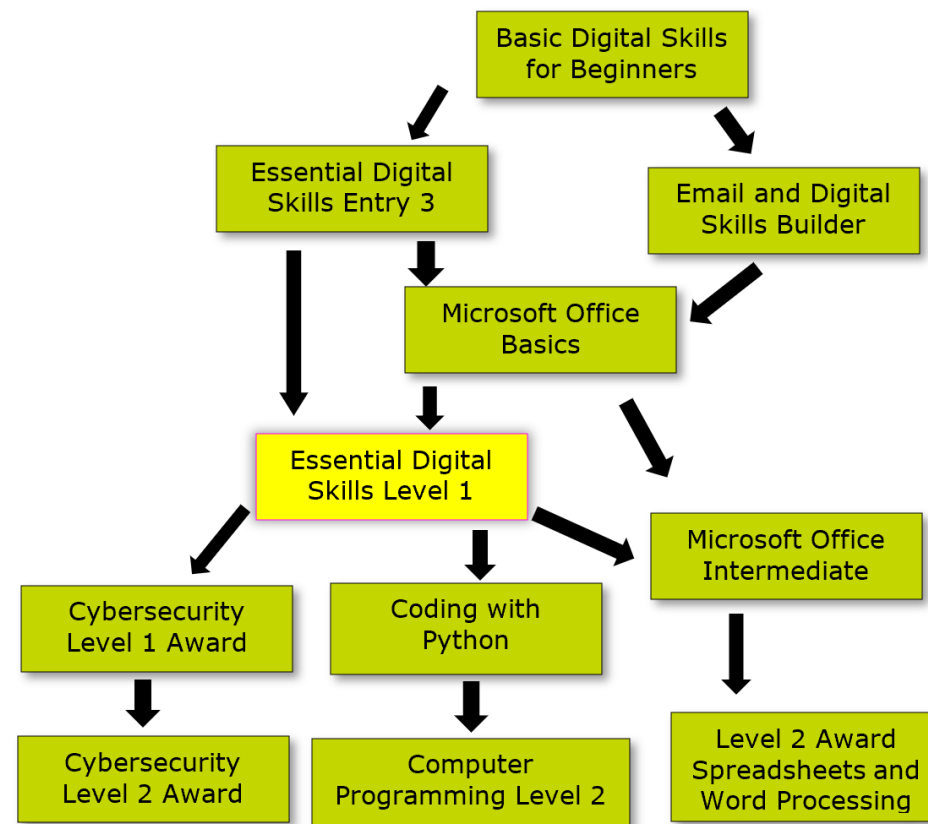 Basic Digital Skills
for Beginners
Essential Digital
Skills Entry 3
Email and Digital
Skills Builder
Microsoft Office
Basics
Essential Digital
Skills Level 1
Microsoft Office
Intermediate
Cybersecurity
Level 1 Award
Coding with
Python
Cybersecurity
Level 2 Award
Computer
Programming Level 2
Level 2 Award
Spreadsheets and
Word Processing